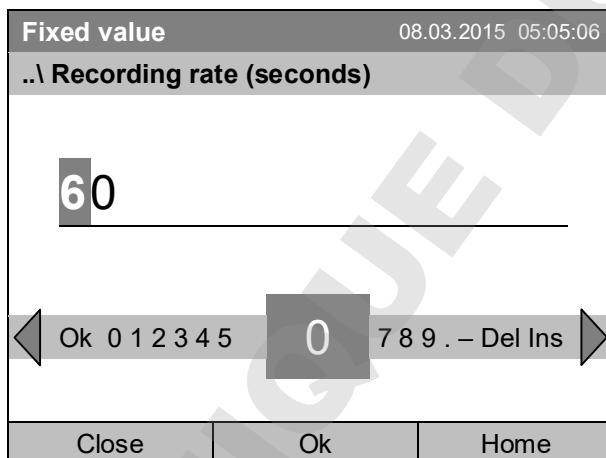 Fixed value 08.03.2015 05:05:06
..\ Recording rate (seconds)
60
Ok 0 1 2 3 4 5 0 7 8 9 . – Del Ins
Close Ok Home